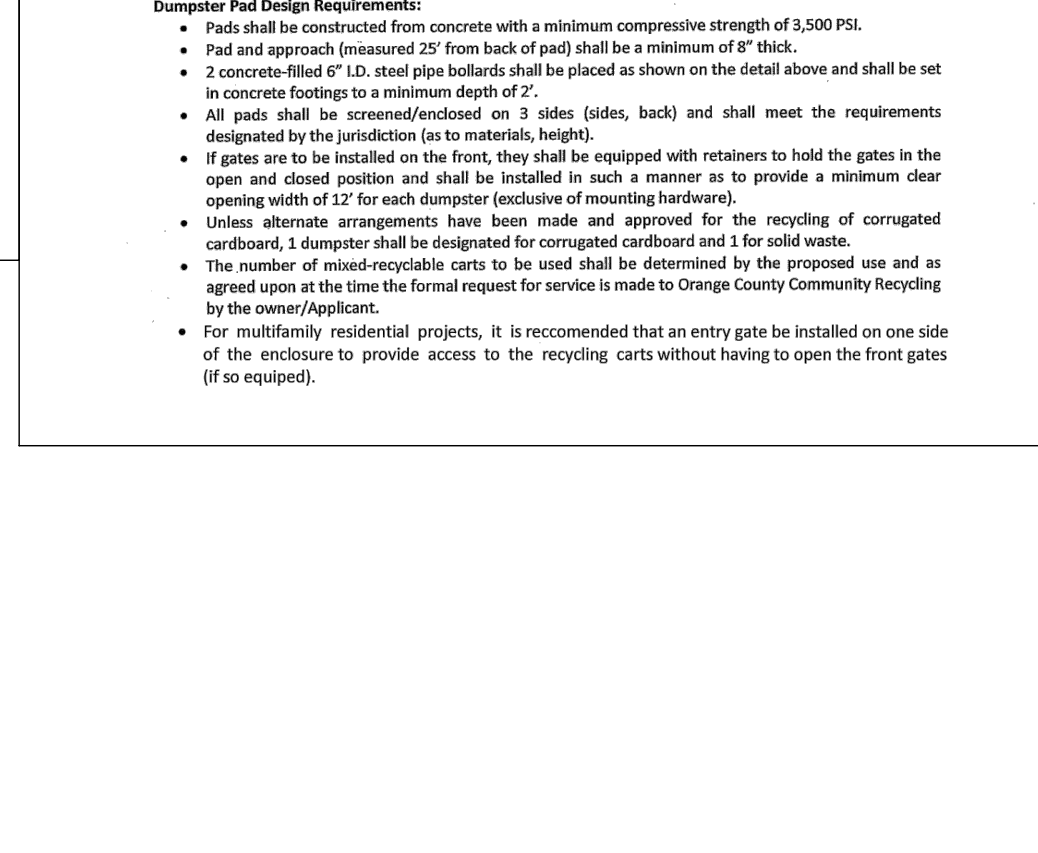 Dumpster Pad Design Requirements:
• Pads shall be constructed from concrete with a minimum compressive strength of 3,500 PSI.
• Pad and approach (measured 25' from back of pad) shall be a minimum of 8" thick.
• 2 concrete-filled 6" I.D. steel pipe bollards shall be placed as shown on the detail above and shall be set
in concrete footings to a minimum depth of 2'.
• All pads shall be screened/enclosed on 3 sides (sides, back) and shall meet the requirements
designated by the jurisdiction (as to materials, height).
• If gates are to be installed on the front, they shall be equipped with retainers to hold the gates in the
open and closed position and shall be installed in such a manner as to provide a minimum clear
opening width of 12' for each dumpster (exclusive of mounting hardware).
• Unless alternate arrangements have been made and approved for the recycling of corrugated
cardboard, 1 dumpster shall be designated for corrugated cardboard and 1 for solid waste.
• The number of mixed-recyclable carts to be used shall be determined by the proposed use and as
agreed upon at the time the formal request for service is made to Orange County Community Recycling
by the owner/Applicant.
• For multifamily residential projects, it is reccomended that an entry gate be installed on one side
of the enclosure to provide access to the recycling carts without having to open the front gates
(if so equiped).